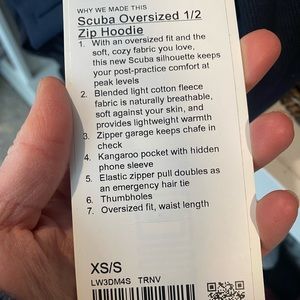 WHY WE MADE THIS
Scuba Oversized 1/2
Zip Hoodie
1. With an oversized fit and the
soft, cozy fabric you love,
this new Scuba silhouette keeps
your post-practice comfort at
peak levels
2. Blended light cotton fleece
fabric is naturally breathable,
soft against your skin, and
provides lightweight warmth
3. Zipper garage keeps chafe in
check
4. Kangaroo pocket with hidden
phone sleeve
5. Elastic zipper pull doubles as
an emergency hair tie
6. Thumbholes
7. Oversized fit, waist length
XS/S
LW3DM4S TRNV